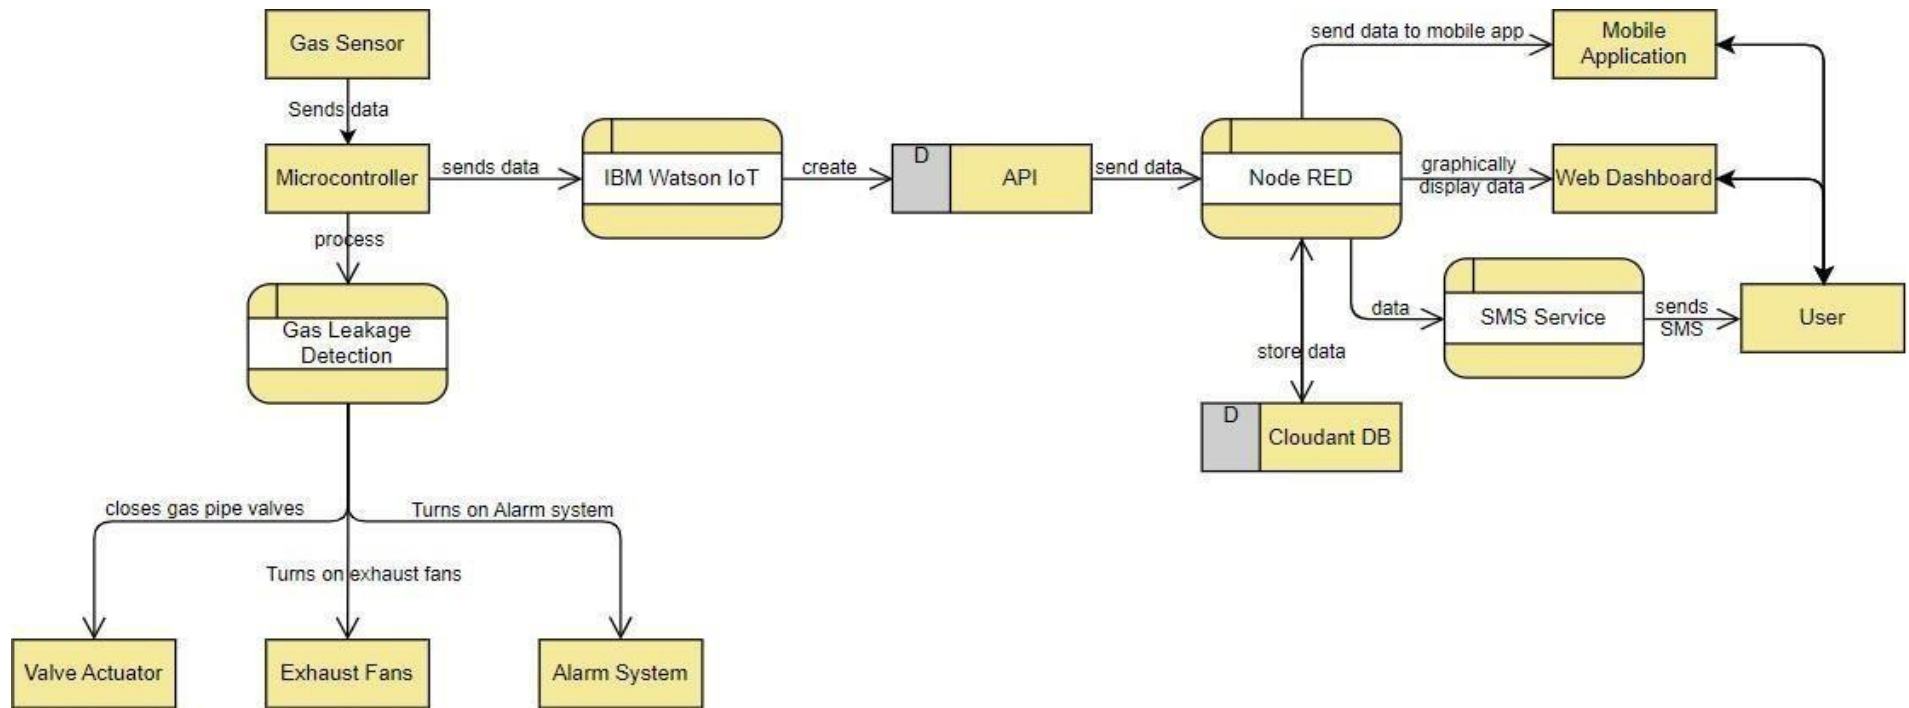 Gas Sensor
Sends data
Microcontroller
sends data
IBM Watson IoT
create
D
API
send data
Node RED
send data to mobile app
Mobile
Application
graphically
display data
Web Dashboard
data
SMS Service
sends
SMS
User
store data
D
Cloudant DB
process
Gas Leakage
Detection
closes gas pipe valves
Turns on Alarm system
Turns on exhaust fans
Valve Actuator
Exhaust Fans
Alarm System